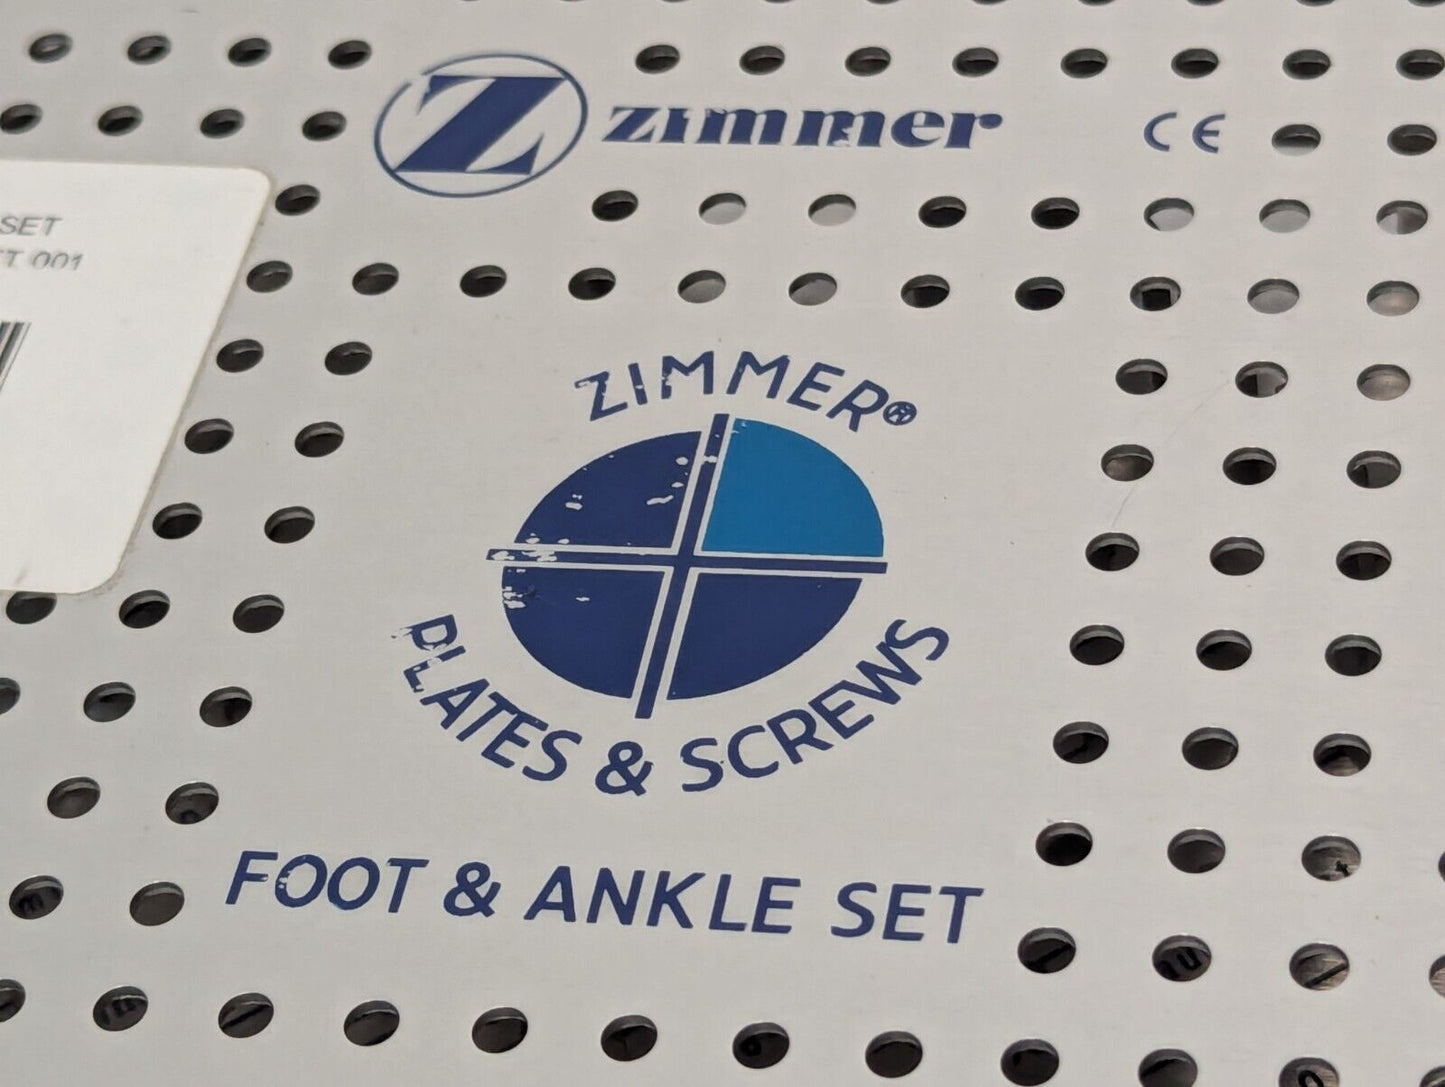 Z zimmer
CE
SET
T 001
ZIMMER®
PLATES & SCREWS
FOOT & ANKLE SET